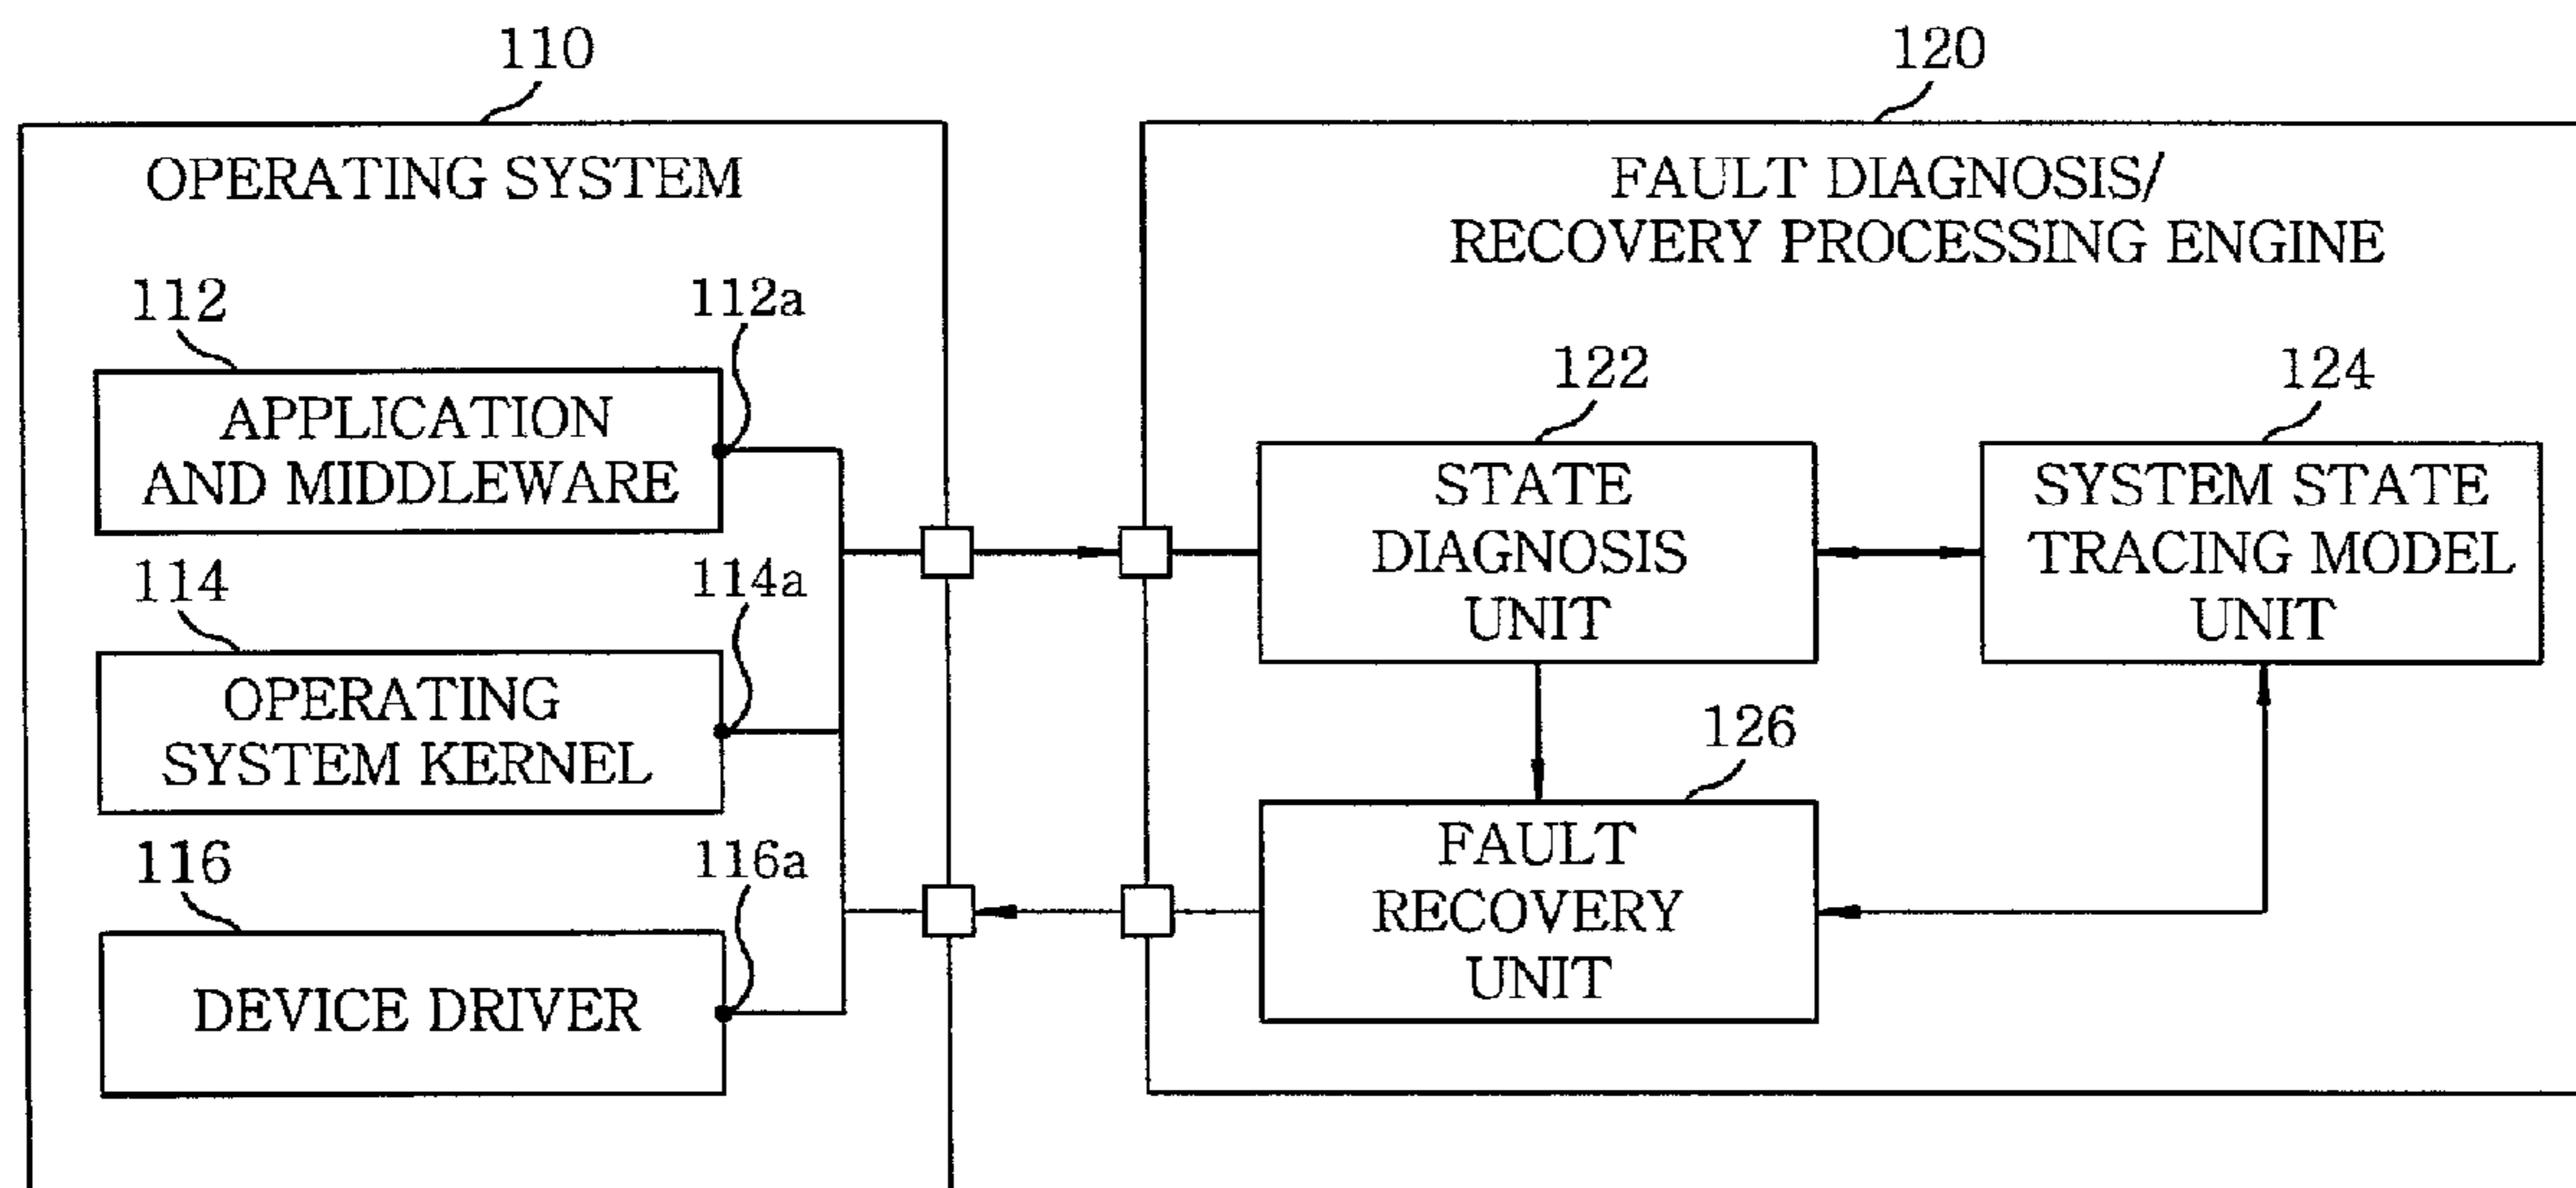 110
OPERATING SYSTEM
112
112a
APPLICATION
AND MIDDLEWARE
114
114a
OPERATING
SYSTEM KERNEL
116
116a
DEVICE DRIVER
120
FAULT DIAGNOSIS/
RECOVERY PROCESSING ENGINE
122
STATE
DIAGNOSIS
UNIT
124
SYSTEM STATE
TRACING MODEL
UNIT
126
FAULT
RECOVERY
UNIT